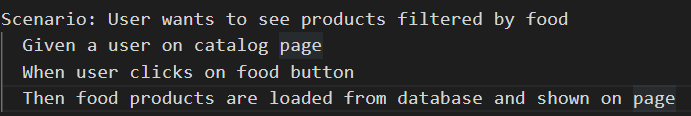 Scenario: User wants to see products filtered by food
Given a user on catalog page
When user clicks on food button
Then food products are loaded from database and shown on page